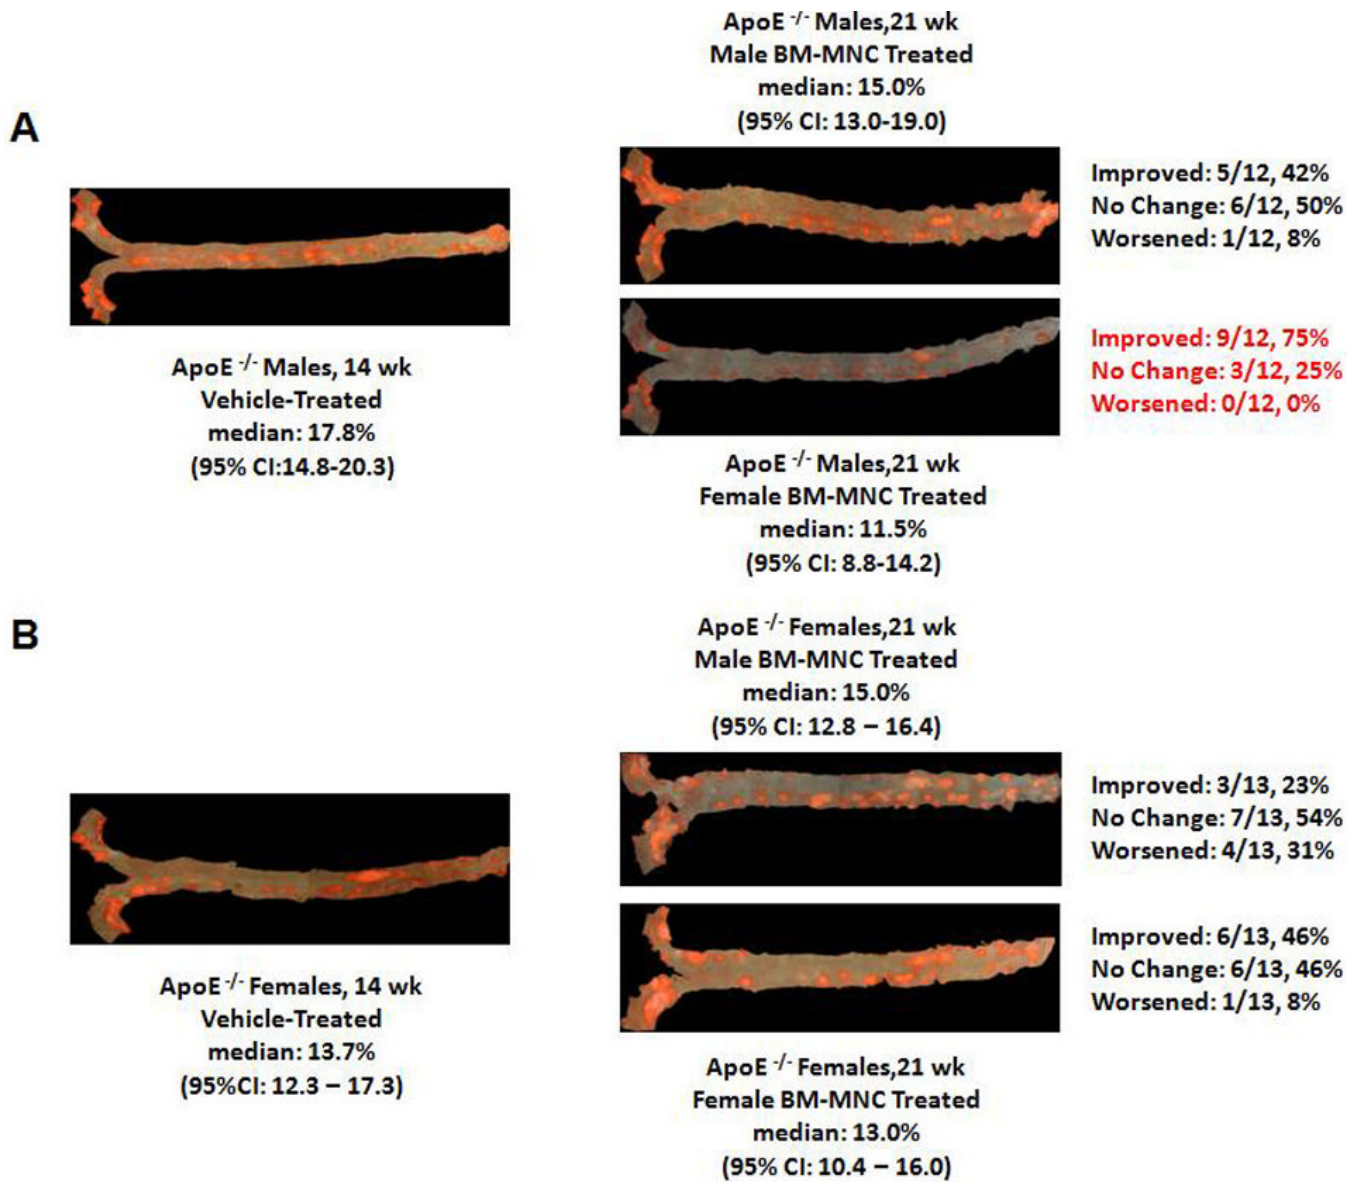 A
ApoE -/- Males, 14 wk
Vehicle-Treated
median: 17.8%
(95% CI:14.8-20.3)
ApoE -/- Males,21 wk
Male BM-MNC Treated
median: 15.0%
(95% CI: 13.0-19.0)
Improved: 5/12, 42%
No Change: 6/12, 50%
Worsened: 1/12, 8%
Improved: 9/12, 75%
No Change: 3/12, 25%
Worsened: 0/12, 0%
ApoE -/- Males,21 wk
Female BM-MNC Treated
median: 11.5%
(95% CI: 8.8-14.2)
B
ApoE -/- Females, 14 wk
Vehicle-Treated
median: 13.7%
(95%CI: 12.3 – 17.3)
ApoE -/- Females,21 wk
Male BM-MNC Treated
median: 15.0%
(95% CI: 12.8 – 16.4)
Improved: 3/13, 23%
No Change: 7/13, 54%
Worsened: 4/13, 31%
Improved: 6/13, 46%
No Change: 6/13, 46%
Worsened: 1/13, 8%
ApoE -/- Females,21 wk
Female BM-MNC Treated
median: 13.0%
(95% CI: 10.4 – 16.0)